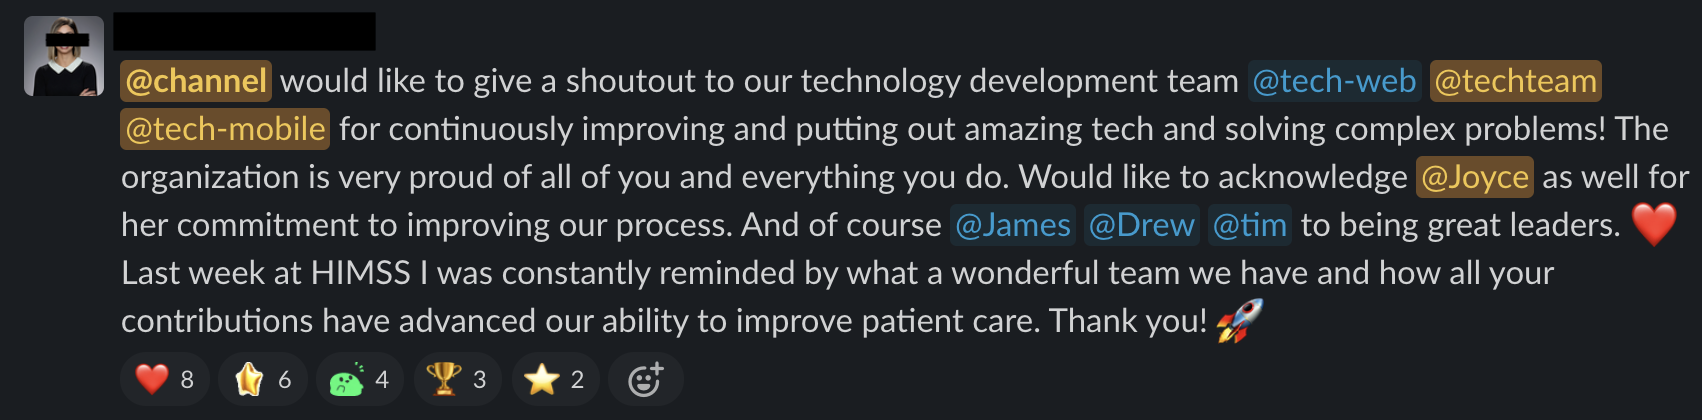 @channel would like to give a shoutout to our technology development team @tech-web @techteam
@tech-mobile for continuously improving and putting out amazing tech and solving complex problems! The
organization is very proud of all of you and everything you do. Would like to acknowledge @Joyce as well for
her commitment to improving our process. And of course @James @Drew @tim to being great leaders. ❤️
Last week at HIMSS I was constantly reminded by what a wonderful team we have and how all your
contributions have advanced our ability to improve patient care. Thank you! 🚀
8 6 4 3 2